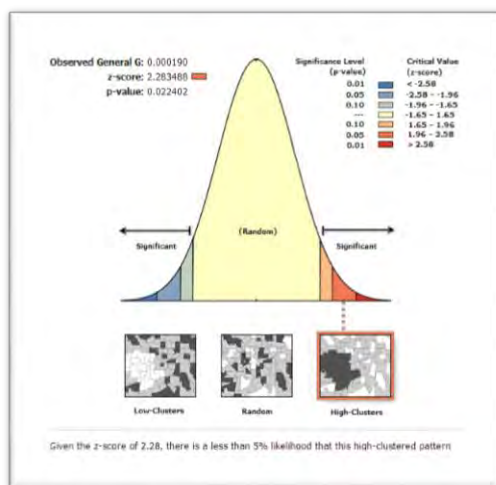 Observed General G: 0.000190
z-score: 2.283488
p-value: 0.022402
Significance Level
(p-value)
Critical Value
(z-score)
0.01 < -2.58
0.05 -2.58 - -1.96
0.10 -1.96 - -1.65
--- -1.65 - 1.65
0.10 1.65 - 1.96
0.05 1.96 - 2.58
0.01 > 2.58
Significant
(Random)
Significant
Low-Clusters
Random
High-Clusters
Given the z-score of 2.28, there is a less than 5% likelihood that this high-clustered pattern